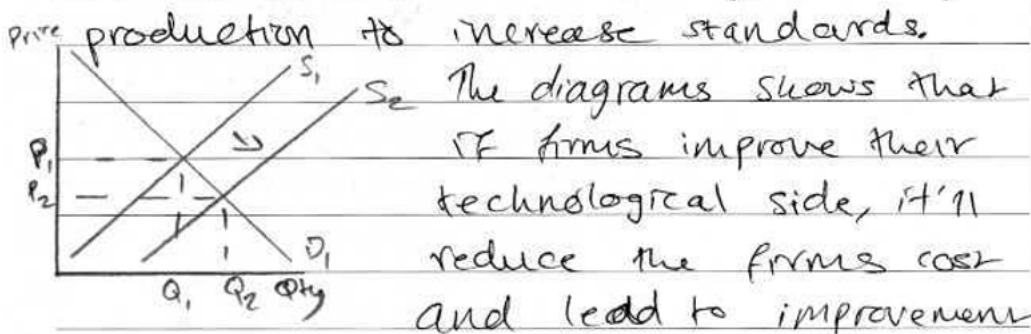 Price production to increase standards.
S₁
S₂ The diagrams shows that
P₁ if firms improve their
P₂ technological side, it'll
D₁ reduce the firms cost
Q₁ Q₂ Qty and lead to improvement